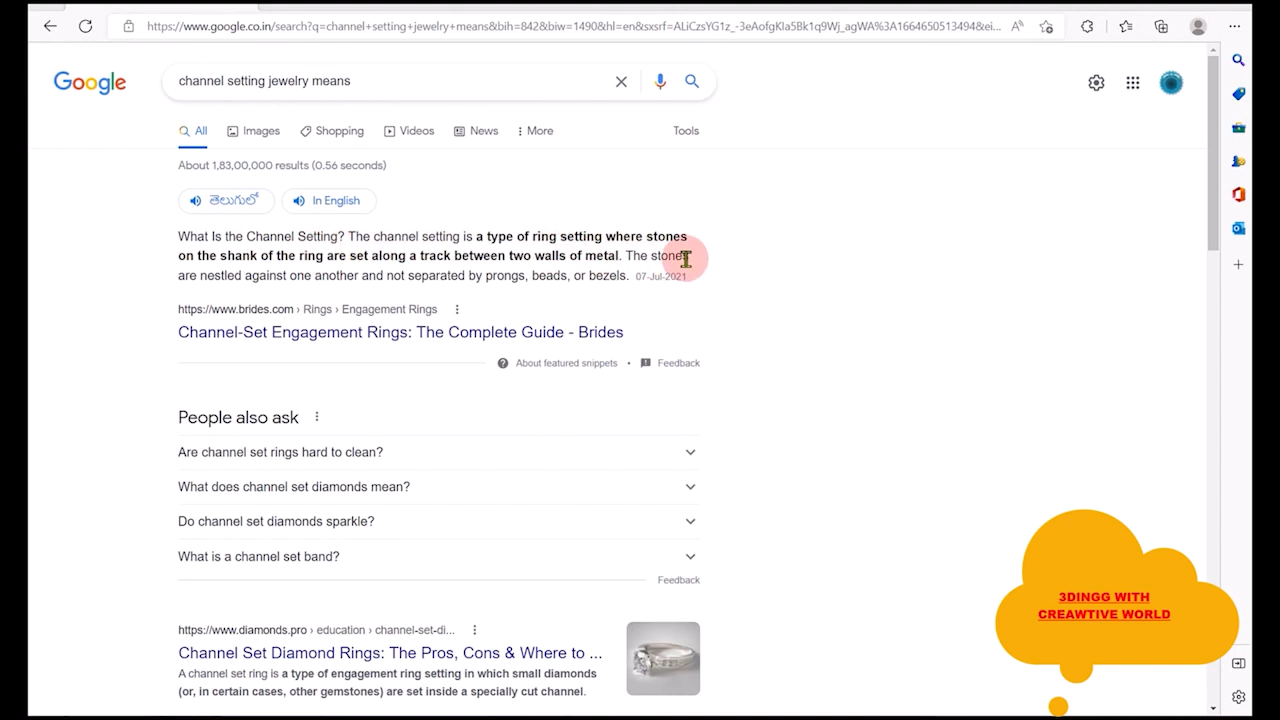 https://www.google.co.in/search?q=channel+setting+jewelry+means&bih=842&biw=1490&hl=en&sxsrf=ALiCzsYG1z_-3eAofgKla5Bk1q9Wj_agWA%3A1664650513494&ei...
Google
channel setting jewelry means
All Images Shopping Videos News More Tools
About 1,83,00,000 results (0.56 seconds)
తెలుగులో In English
What Is the Channel Setting? The channel setting is a type of ring setting where stones
on the shank of the ring are set along a track between two walls of metal. The stones
are nestled against one another and not separated by prongs, beads, or bezels. 07-Jul-2021
https://www.brides.com › Rings › Engagement Rings
Channel-Set Engagement Rings: The Complete Guide - Brides
About featured snippets • Feedback
People also ask
Are channel set rings hard to clean?
What does channel set diamonds mean?
Do channel set diamonds sparkle?
What is a channel set band?
Feedback
https://www.diamonds.pro › education › channel-set-di...
Channel Set Diamond Rings: The Pros, Cons & Where to ...
A channel set ring is a type of engagement ring setting in which small diamonds
(or, in certain cases, other gemstones) are set inside a specially cut channel.
3DINGG WITH
CREAWTIVE WORLD